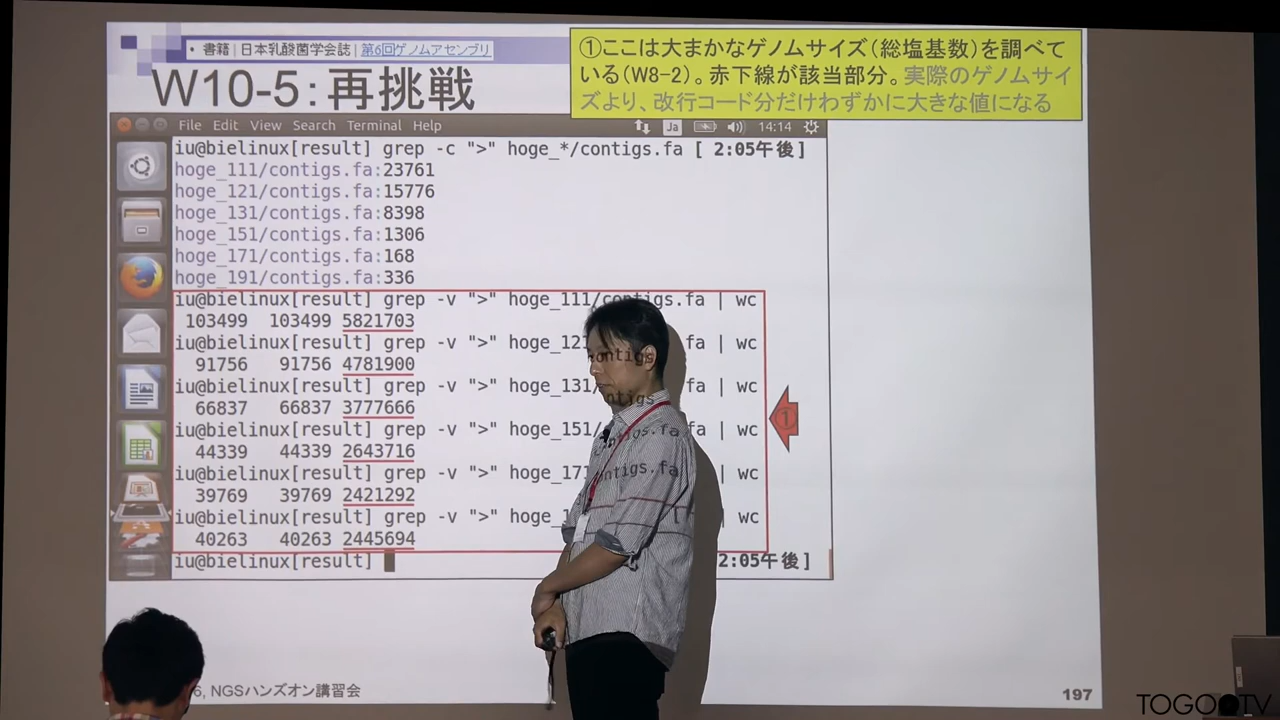 • 書籍 | 日本乳酸菌学会誌 | 第6回ゲノムアセンブリ
W10-5：再挑戦
①ここは大まかなゲノムサイズ（総塩基数）を調べて
いる（W8-2）。赤下線が該当部分。実際のゲノムサイ
ズより、改行コード分だけわずかに大きな値になる
File Edit View Search Terminal Help Ja 14:14
iu@bielinux[result] grep -c ">" hoge_*/contigs.fa [ 2:05午後]
hoge_111/contigs.fa:23761
hoge_121/contigs.fa:15776
hoge_131/contigs.fa:8398
hoge_151/contigs.fa:1306
hoge_171/contigs.fa:168
hoge_191/contigs.fa:336
iu@bielinux[result] grep -v ">" hoge_111/contigs.fa | wc
103499 103499 5821703
iu@bielinux[result] grep -v ">" hoge_121 contigs fa | wc
91756 91756 4781900
iu@bielinux[result] grep -v ">" hoge_131/ ntigs fa | wc
66837 66837 3777666
①
iu@bielinux[result] grep -v ">" hoge_151/ ntigs.fa | wc
44339 44339 2643716
iu@bielinux[result] grep -v ">" hoge_171 ontigs.fa | wc
39769 39769 2421292
iu@bielinux[result] grep -v ">" hoge_1 | wc
40263 40263 2445694
iu@bielinux[result] 2:05午後]
6, NGSハンズオン講習会
197
TOGO TV